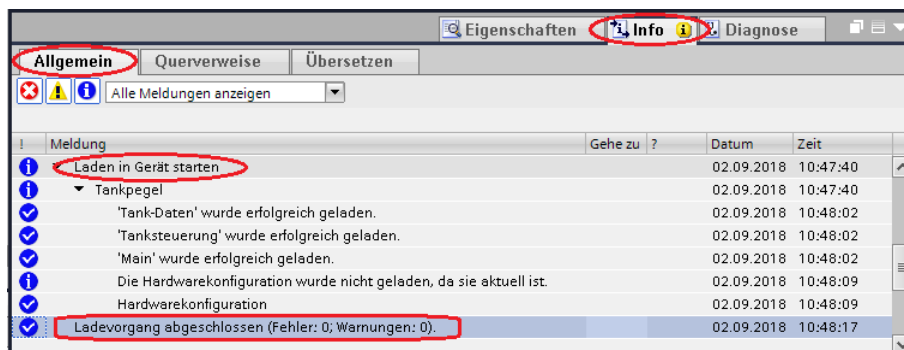 Eigenschaften Info Diagnose
Allgemein Querverweise Übersetzen
Alle Meldungen anzeigen
! Meldung Gehe zu ? Datum Zeit
Laden in Gerät starten 02.09.2018 10:47:40
Tankpegel 02.09.2018 10:47:40
'Tank-Daten' wurde erfolgreich geladen. 02.09.2018 10:48:02
'Tanksteuerung' wurde erfolgreich geladen. 02.09.2018 10:48:02
'Main' wurde erfolgreich geladen. 02.09.2018 10:48:02
Die Hardwarekonfiguration wurde nicht geladen, da sie aktuell ist. 02.09.2018 10:48:09
Hardwarekonfiguration 02.09.2018 10:48:09
Ladevorgang abgeschlossen (Fehler: 0; Warnungen: 0). 02.09.2018 10:48:17